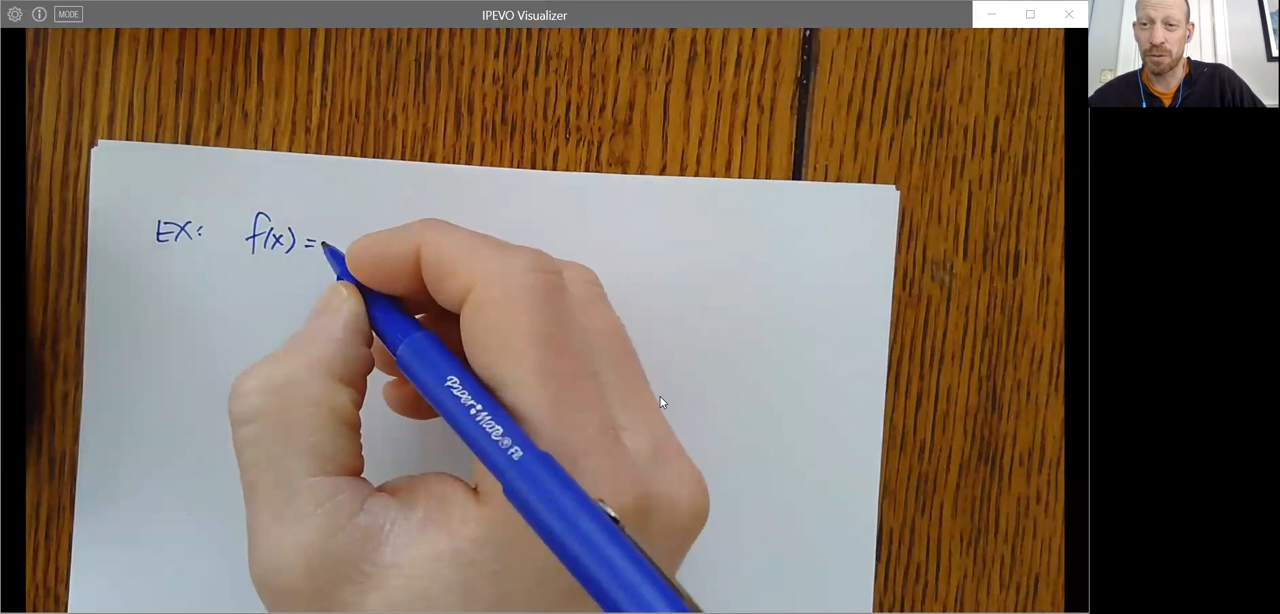 MODE
IPEVO Visualizer
EX: f(x) =
Paper Mate